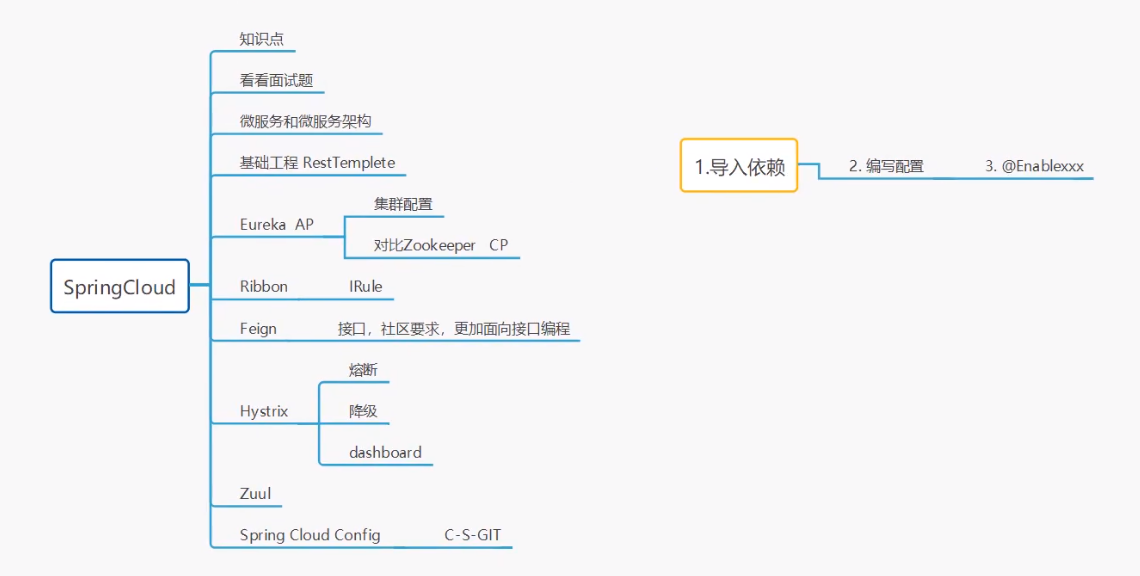 知识点
看看面试题
微服务和微服务架构
基础工程 RestTemplete
Eureka AP
集群配置
对比Zookeeper CP
SpringCloud
Ribbon
IRule
Feign
接口，社区要求，更加面向接口编程
Hystrix
熔断
降级
dashboard
Zuul
Spring Cloud Config
C-S-GIT
1.导入依赖
2. 编写配置
3. @Enablexxx